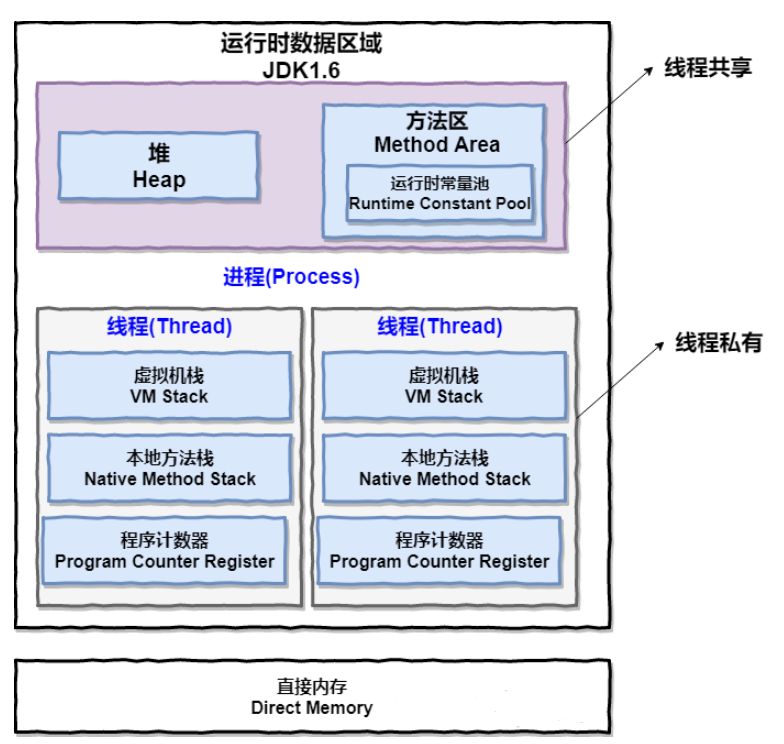 运行时数据区域
JDK1.6
线程共享
堆
Heap
方法区
Method Area
运行时常量池
Runtime Constant Pool
进程(Process)
线程(Thread)
虚拟机栈
VM Stack
本地方法栈
Native Method Stack
程序计数器
Program Counter Register
线程(Thread)
虚拟机栈
VM Stack
本地方法栈
Native Method Stack
程序计数器
Program Counter Register
线程私有
直接内存
Direct Memory